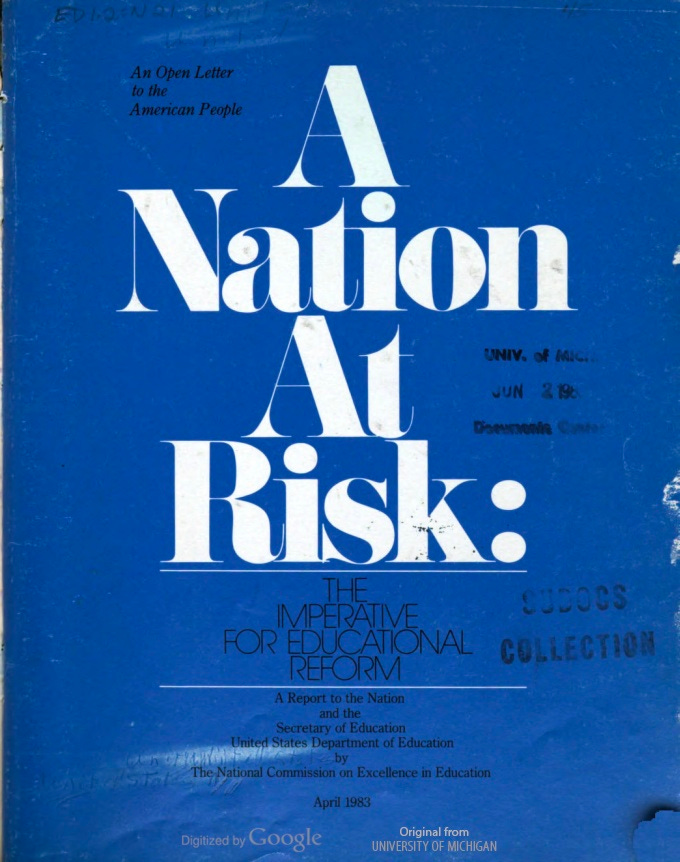 An Open Letter
to the
American People
A
Nation
At
Risk:
UNIV. of
JUN
Documents
SUDOCS
COLLECTION
THE
IMPERATIVE
FOR EDUCATIONAL
REFORM
A Report to the Nation
and the
Secretary of Education
United States Department of Education
by
The National Commission on Excellence in Education
April 1983
Digitized by Google
Original from
UNIVERSITY OF MICHIGAN